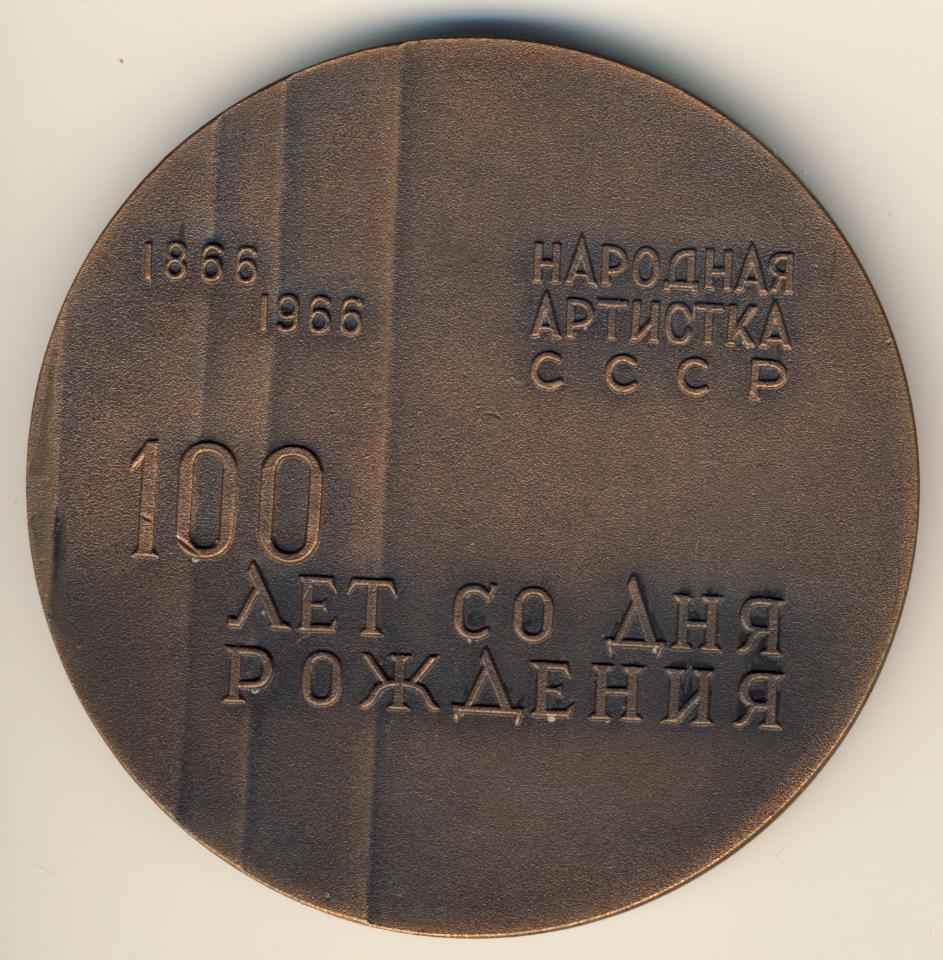 1866
1966
НАРОДНАЯ
АРТИСТКА
СССР
100
ЛЕТ СО ДНЯ
РОЖДЕНИЯ